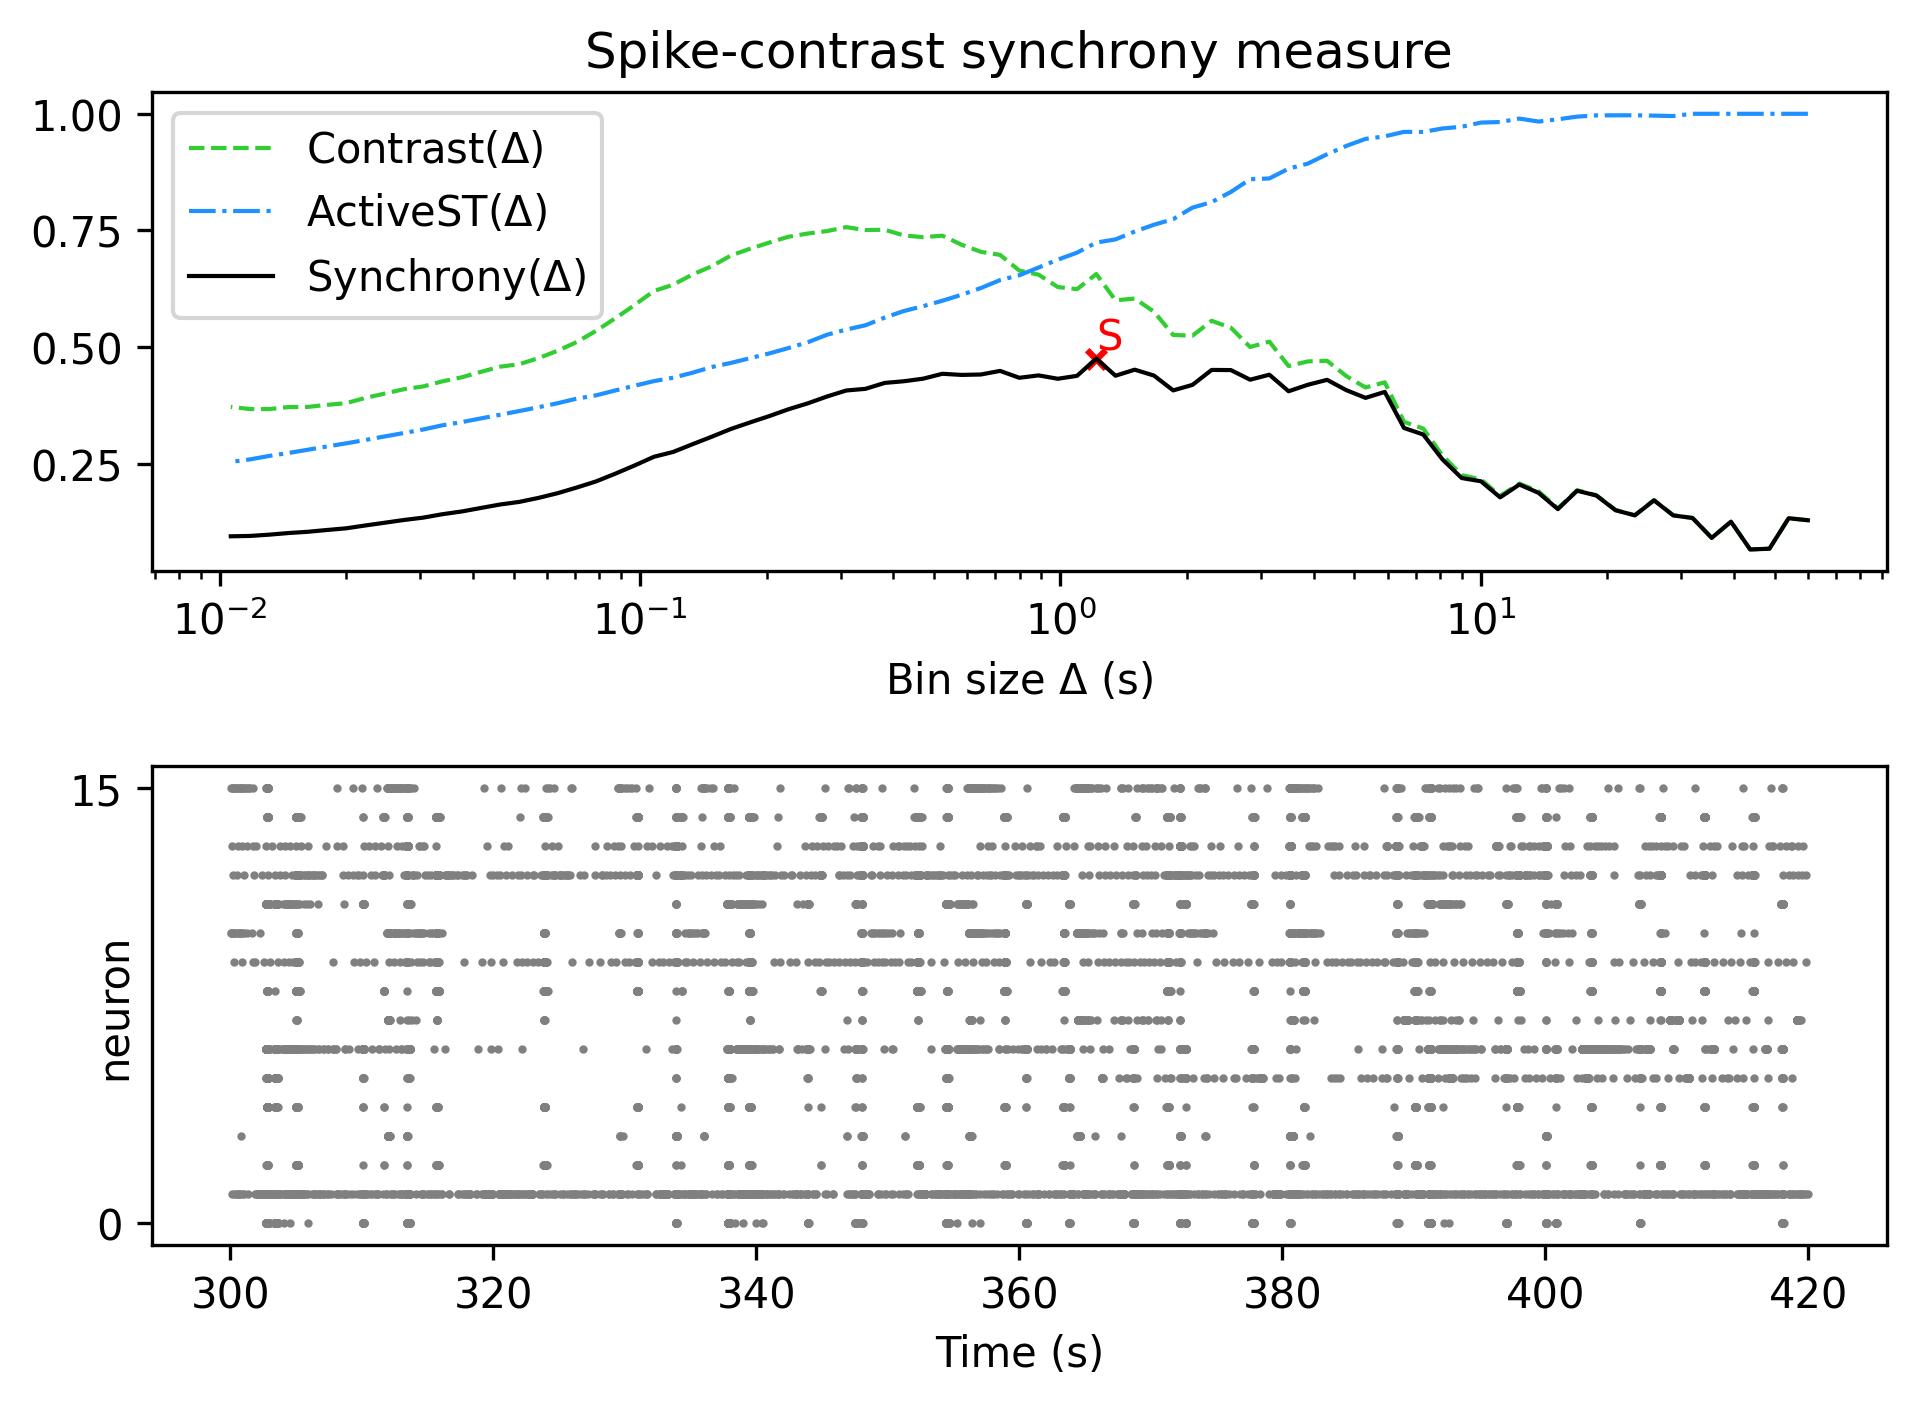 Spike-contrast synchrony measure
1.00
0.75
0.50
0.25
Contrast(Δ)
ActiveST(Δ)
Synchrony(Δ)
S
10⁻² 10⁻¹ 10⁰ 10¹
Bin size Δ (s)
15
0
neuron
300 320 340 360 380 400 420
Time (s)